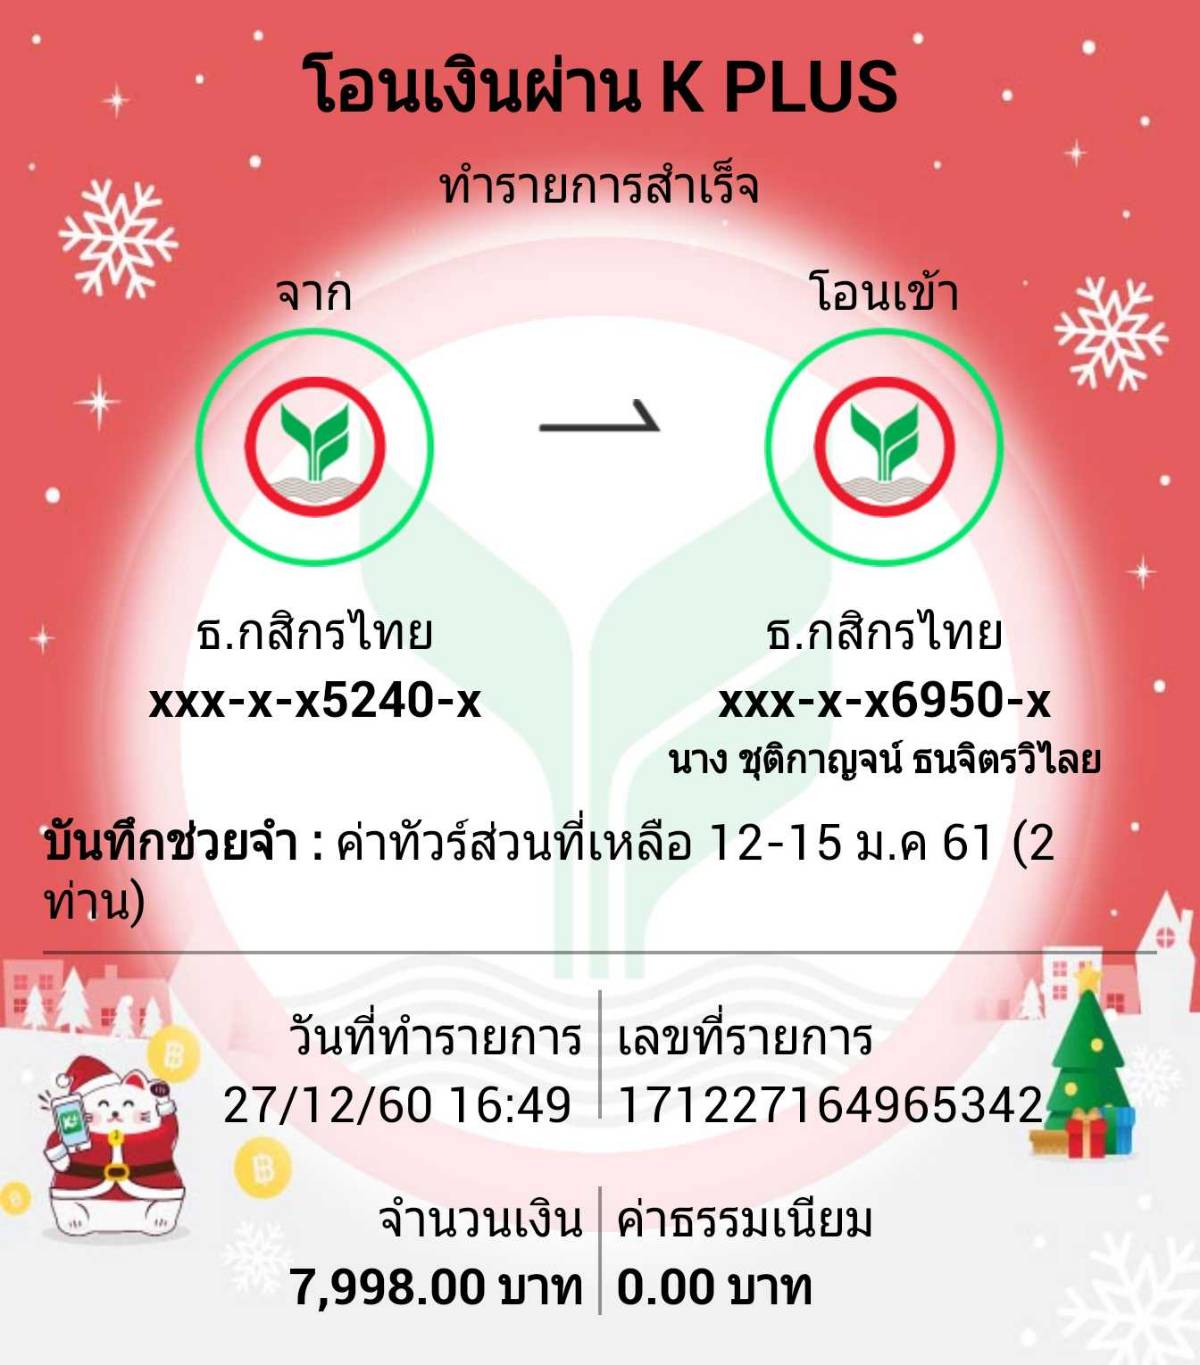 โอนเงินผ่าน K PLUS
ทำรายการสำเร็จ
จาก
โอนเข้า
ธ.กสิกรไทย
xxx-x-x5240-x
ธ.กสิกรไทย
xxx-x-x6950-x
นาง ชุติกาญจน์ ธนจิตรวิไลย
บันทึกช่วยจำ : ค่าทัวร์ส่วนที่เหลือ 12-15 ม.ค 61 (2
ท่าน)
วันที่ทำรายการ
27/12/60 16:49
เลขที่รายการ
171227164965342
จำนวนเงิน
7,998.00 บาท
ค่าธรรมเนียม
0.00 บาท